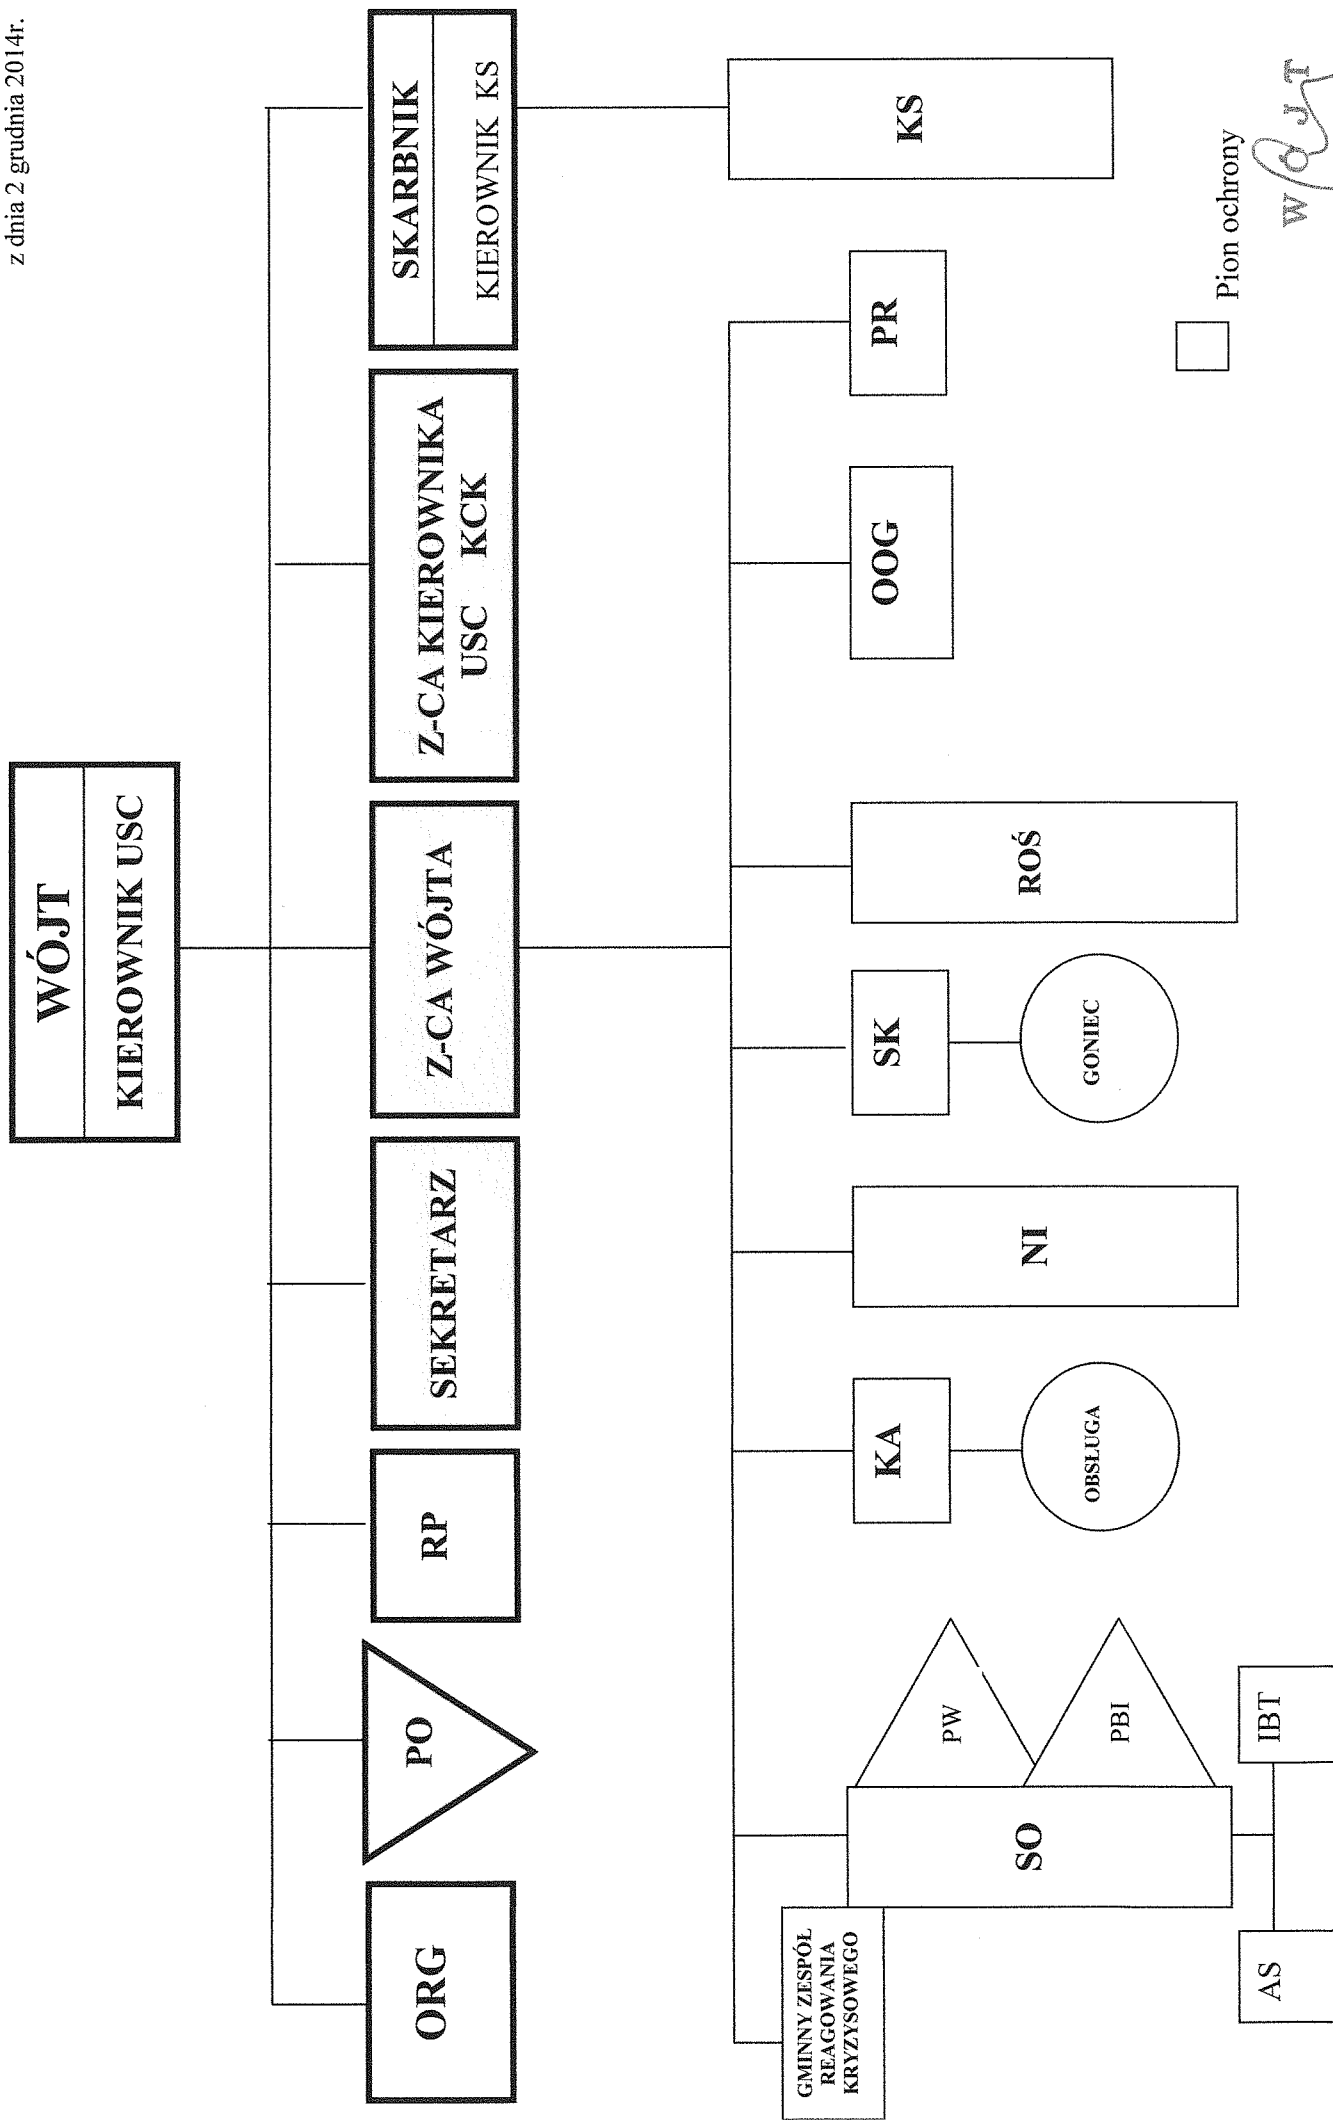 z dnia 2 grudnia 2014r.
WÓJT
KIEROWNIK USC
ORG
PO
RP
SEKRETARZ
Z-CA WÓJTA
Z-CA KIEROWNIKA
USC KCK
SKARBNIK
KIEROWNIK KS
GMINNY ZESPÓŁ
REAGOWANIA
KRYZYSOWEGO
SO
PW
PBI
AS
IBT
KA
OBSŁUGA
NI
SK
GONIEC
ROŚ
OOG
PR
KS
Pion ochrony
WÓJT